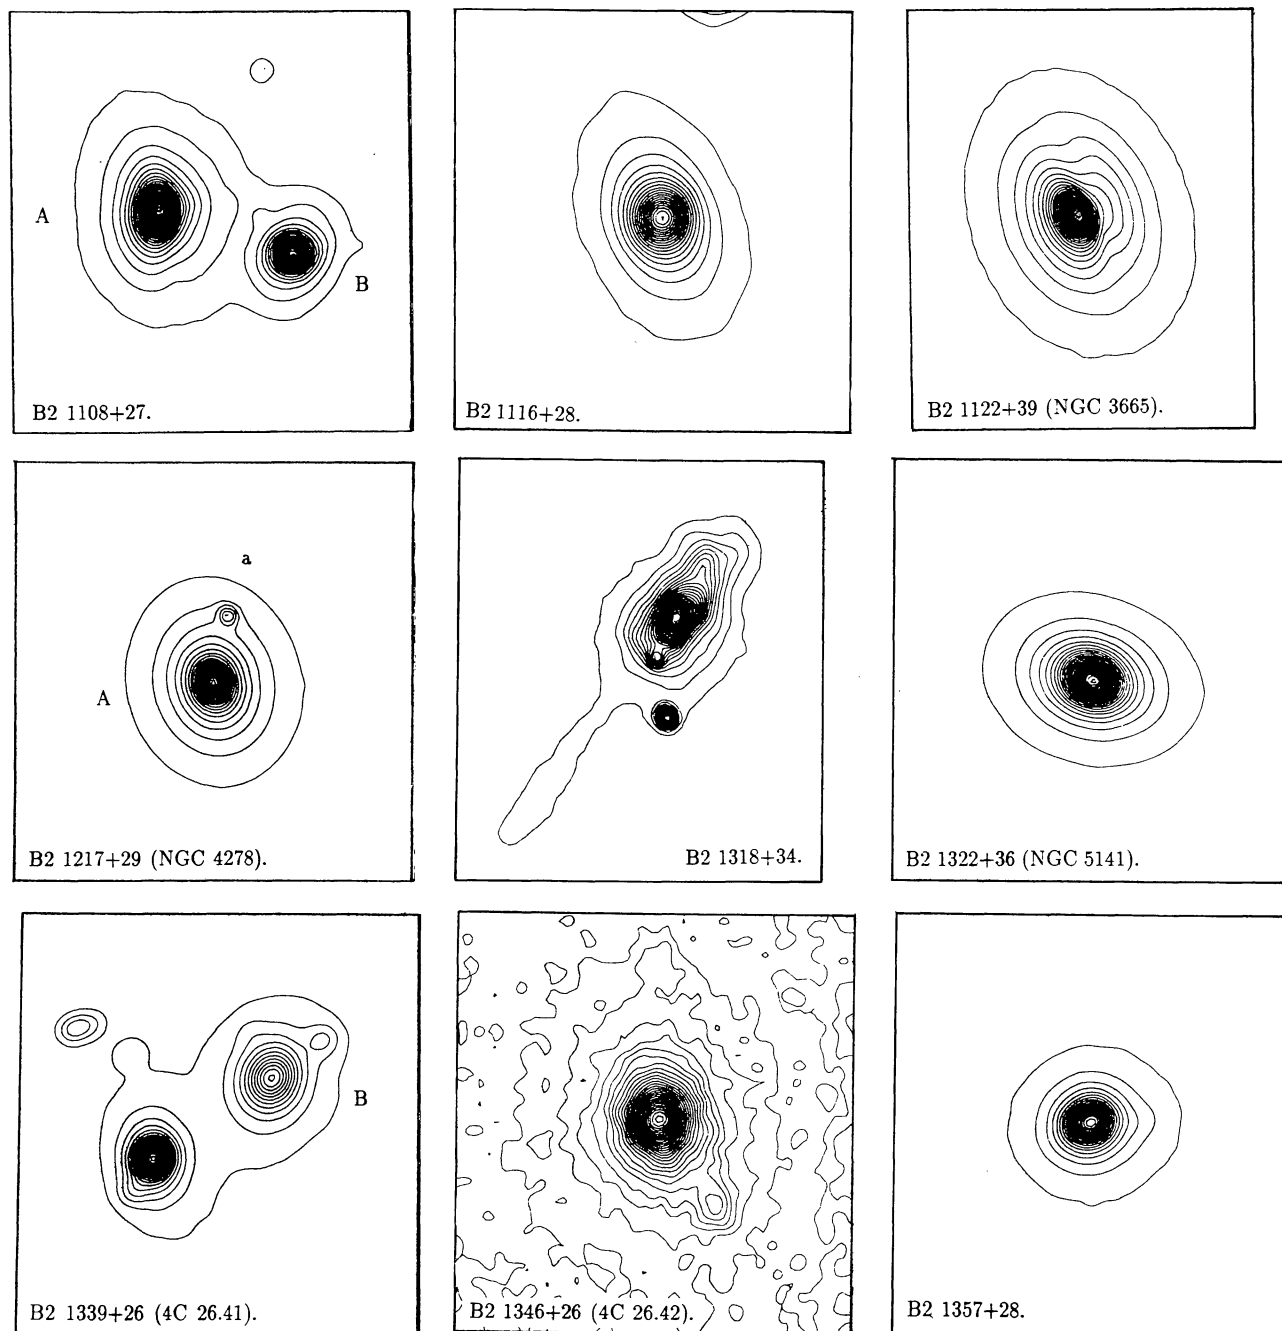 A
B
B2 1108+27.
B2 1116+28.
B2 1122+39 (NGC 3665).
a
A
B2 1217+29 (NGC 4278).
B2 1318+34.
B2 1322+36 (NGC 5141).
B
B2 1339+26 (4C 26.41).
B2 1346+26 (4C 26.42).
B2 1357+28.